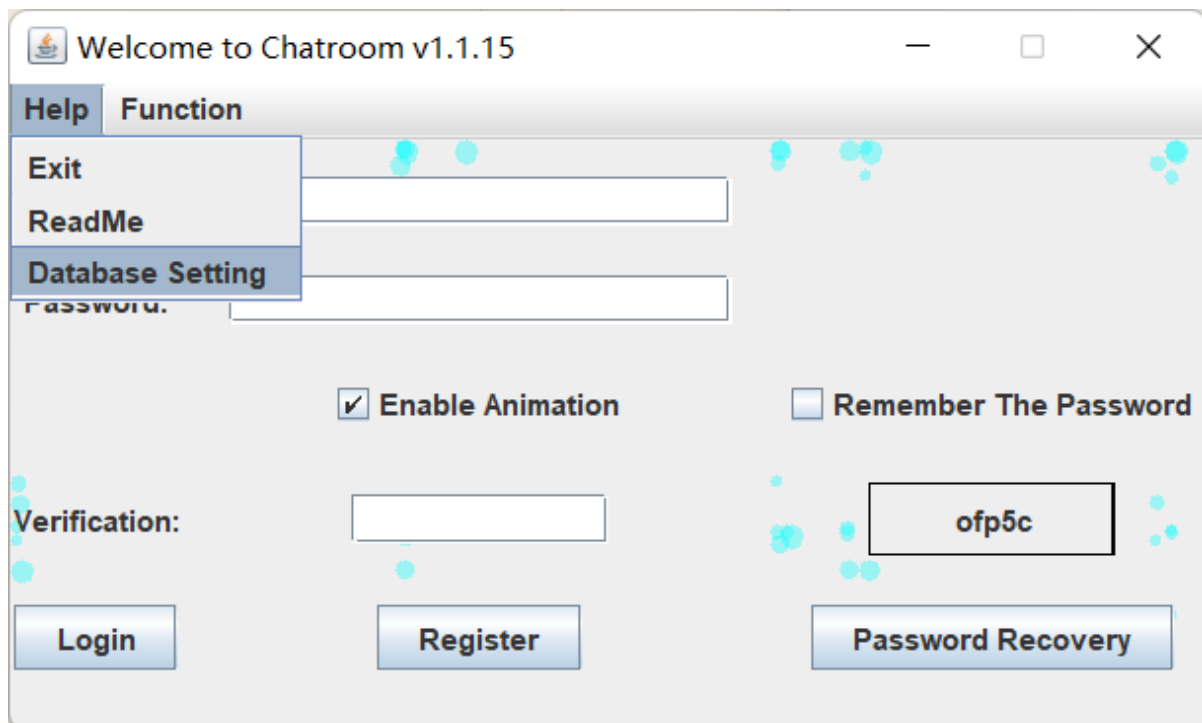 Welcome to Chatroom v1.1.15
Help Function
Exit
ReadMe
Database Setting
Password:
Enable Animation Remember The Password
Verification: ofp5c
Login Register Password Recovery